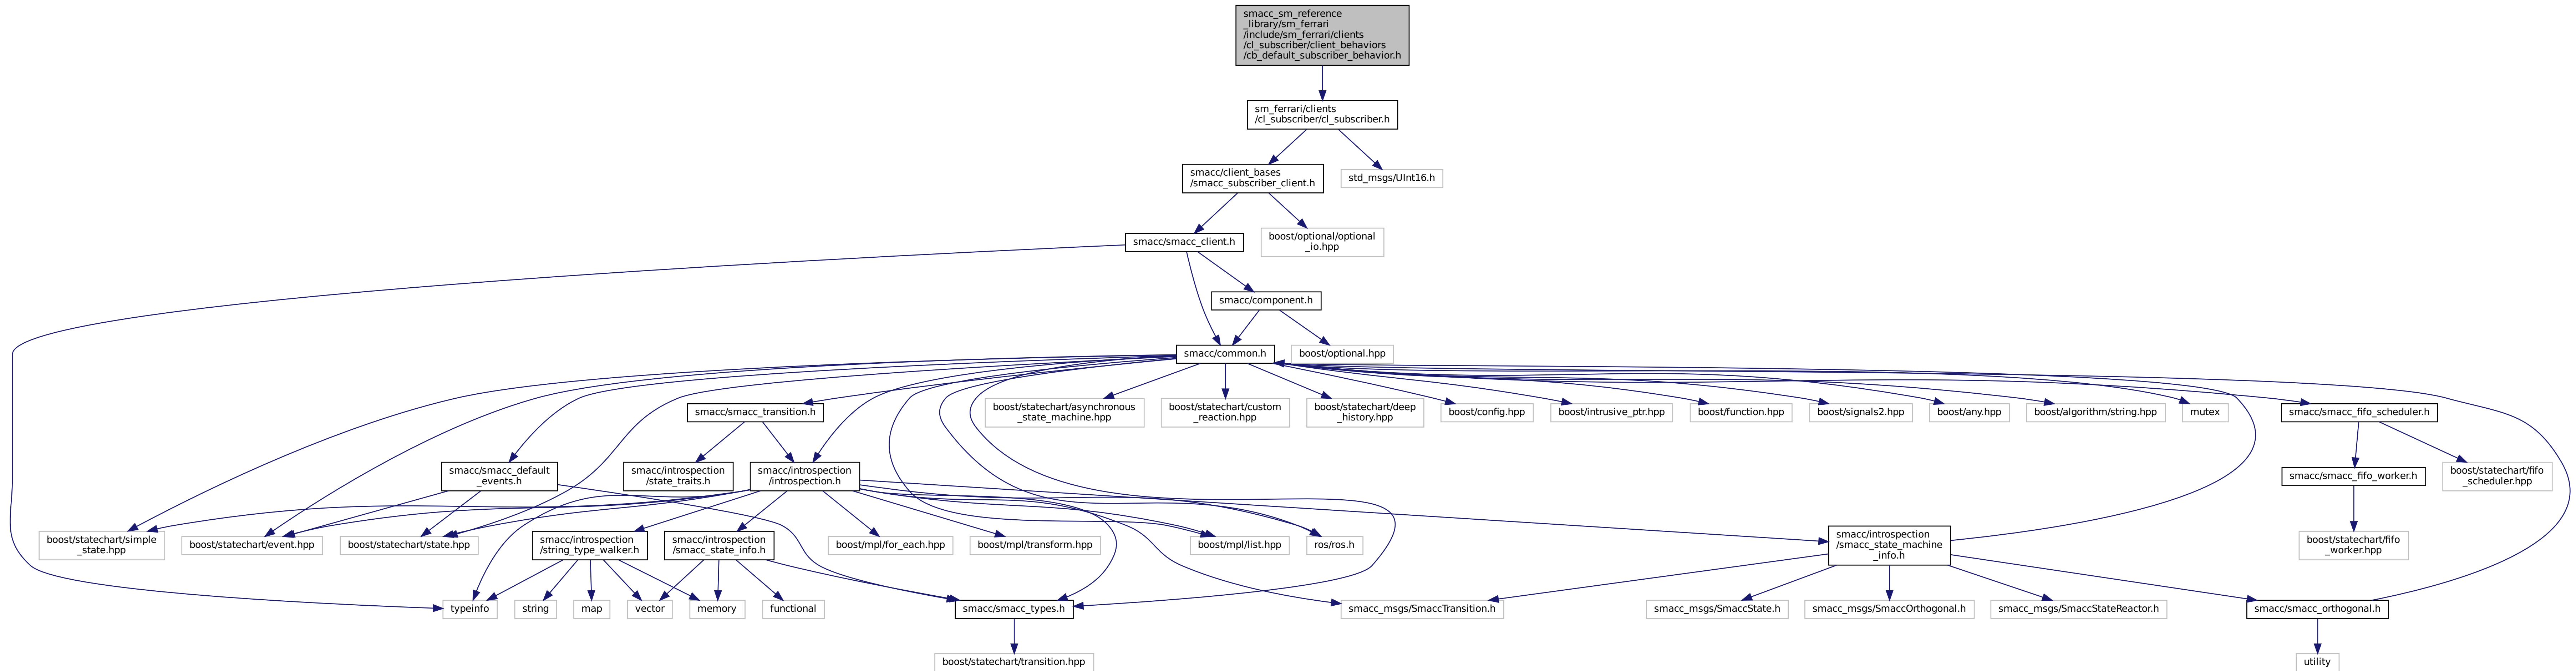 smacc_sm_reference
_library/sm_ferrari
/include/sm_ferrari/clients
/cl_subscriber/client_behaviors
/cb_default_subscriber_behavior.h
sm_ferrari/clients
/cl_subscriber/cl_subscriber.h
smacc/client_bases
/smacc_subscriber_client.h
std_msgs/UInt16.h
smacc/smacc_client.h
boost/optional/optional
_io.hpp
smacc/component.h
smacc/common.h
boost/optional.hpp
smacc/smacc_transition.h
boost/statechart/asynchronous
_state_machine.hpp
boost/statechart/custom
_reaction.hpp
boost/statechart/deep
_history.hpp
boost/config.hpp
boost/intrusive_ptr.hpp
boost/function.hpp
boost/signals2.hpp
boost/any.hpp
boost/algorithm/string.hpp
mutex
smacc/smacc_fifo_scheduler.h
smacc/smacc_default
_events.h
smacc/introspection
/state_traits.h
smacc/introspection
/introspection.h
smacc/smacc_fifo_worker.h
boost/statechart/fifo
_scheduler.hpp
boost/statechart/simple
_state.hpp
boost/statechart/event.hpp
boost/statechart/state.hpp
smacc/introspection
/string_type_walker.h
smacc/introspection
/smacc_state_info.h
boost/mpl/for_each.hpp
boost/mpl/transform.hpp
boost/mpl/list.hpp
ros/ros.h
smacc/introspection
/smacc_state_machine
_info.h
boost/statechart/fifo
_worker.hpp
typeinfo
string
map
vector
memory
functional
smacc/smacc_types.h
smacc_msgs/SmaccTransition.h
smacc_msgs/SmaccState.h
smacc_msgs/SmaccOrthogonal.h
smacc_msgs/SmaccStateReactor.h
smacc/smacc_orthogonal.h
boost/statechart/transition.hpp
utility